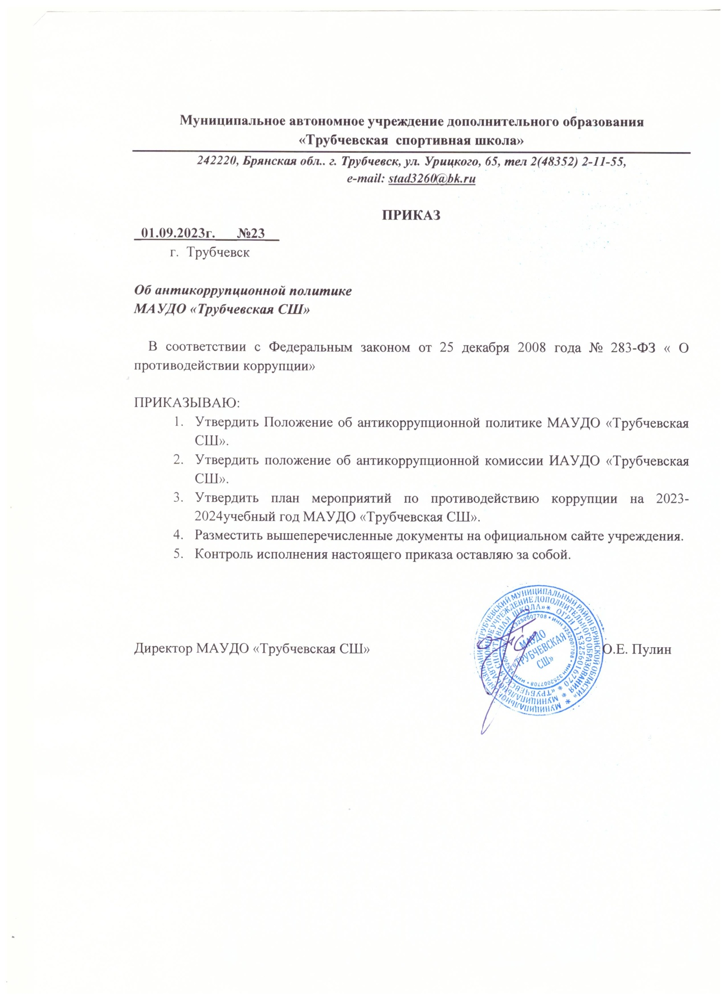 Муниципальное автономное учреждение дополнительного образования
«Трубчевская спортивная школа»
242220, Брянская обл.. г. Трубчевск, ул. Урицкого, 65, тел 2(48352) 2-11-55,
e-mail: stad3260@bk.ru
ПРИКАЗ
01.09.2023г. №23
г. Трубчевск
Об антикоррупционной политике
МАУДО «Трубчевская СШ»
В соответствии с Федеральным законом от 25 декабря 2008 года № 283-ФЗ « О
противодействии коррупции»
ПРИКАЗЫВАЮ:
1. Утвердить Положение об антикоррупционной политике МАУДО «Трубчевская
СШ».
2. Утвердить положение об антикоррупционной комиссии ИАУДО «Трубчевская
СШ».
3. Утвердить план мероприятий по противодействию коррупции на 2023-
2024учебный год МАУДО «Трубчевская СШ».
4. Разместить вышеперечисленные документы на официальном сайте учреждения.
5. Контроль исполнения настоящего приказа оставляю за собой.
Директор МАУДО «Трубчевская СШ» О.Е. Пулин
МУНИЦИПАЛЬНОЕ ОБРАЗОВАНИЕ «ТРУБЧЕВСКИЙ МУНИЦИПАЛЬНЫЙ РАЙОН БРЯНСКОЙ ОБЛАСТИ» *
МУНИЦИПАЛЬНОЕ АВТОНОМНОЕ УЧРЕЖДЕНИЕ ДОПОЛНИТЕЛЬНОГО ОБРАЗОВАНИЯ *
«ТРУБЧЕВСКАЯ СПОРТИВНАЯ ШКОЛА» * ОГРН 1153256016770 *
ИНН 3252007708 • ИНН 3252007708 • ИНН 3252007708 • ИНН 3252007708 •
МАУДО
«ТРУБЧЕВСКАЯ
СШ»